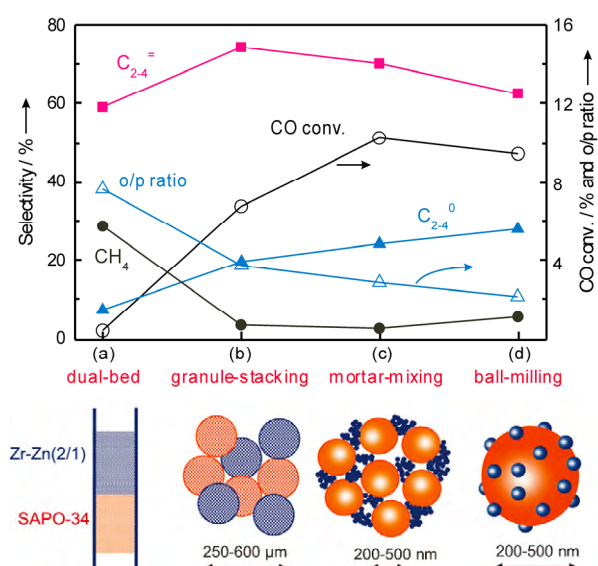 80
60
40
20
0
Selectivity / %
16
12
8
4
0
CO conv. / % and o/p ratio
C2-4=
CO conv.
o/p ratio
C2-40
CH4
(a) (b) (c) (d)
dual-bed granule-stacking mortar-mixing ball-milling
Zr-Zn(2/1)
SAPO-34
250-600 μm 200-500 nm 200-500 nm